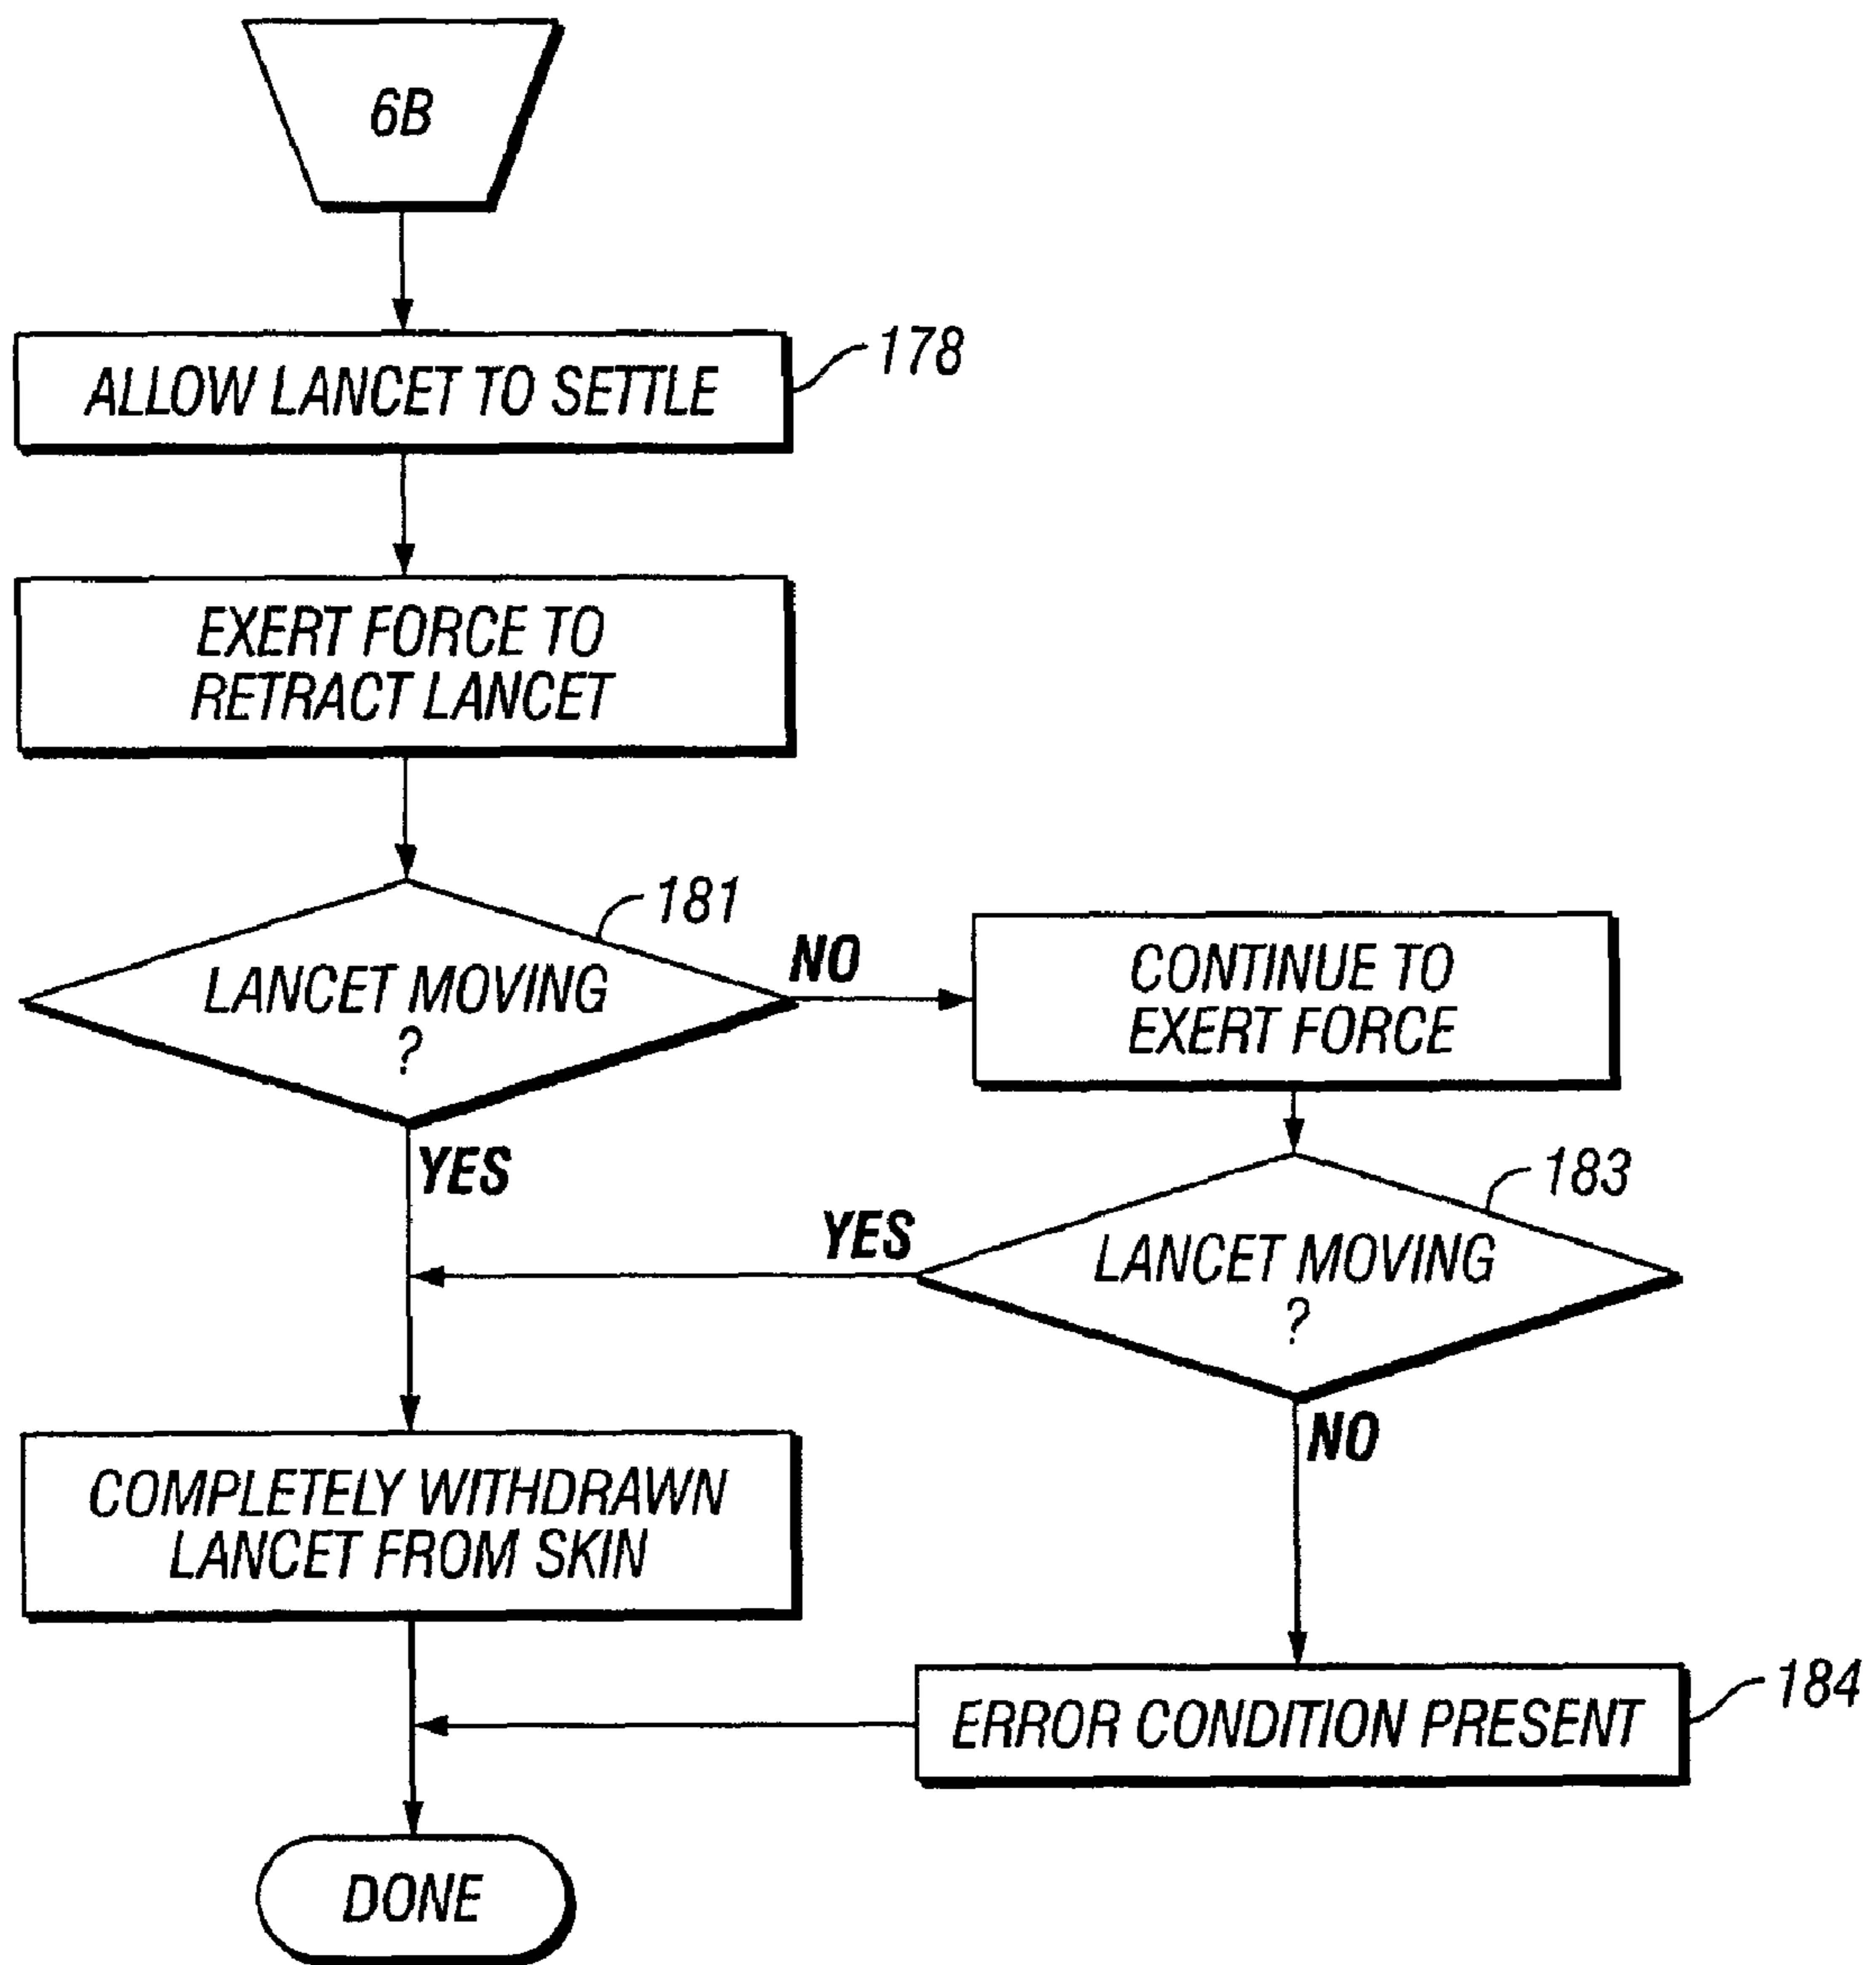 6B
ALLOW LANCET TO SETTLE
178
EXERT FORCE TO
RETRACT LANCET
181
LANCET MOVING
?
NO
YES
CONTINUE TO
EXERT FORCE
183
LANCET MOVING
?
YES
NO
COMPLETELY WITHDRAWN
LANCET FROM SKIN
ERROR CONDITION PRESENT
184
DONE